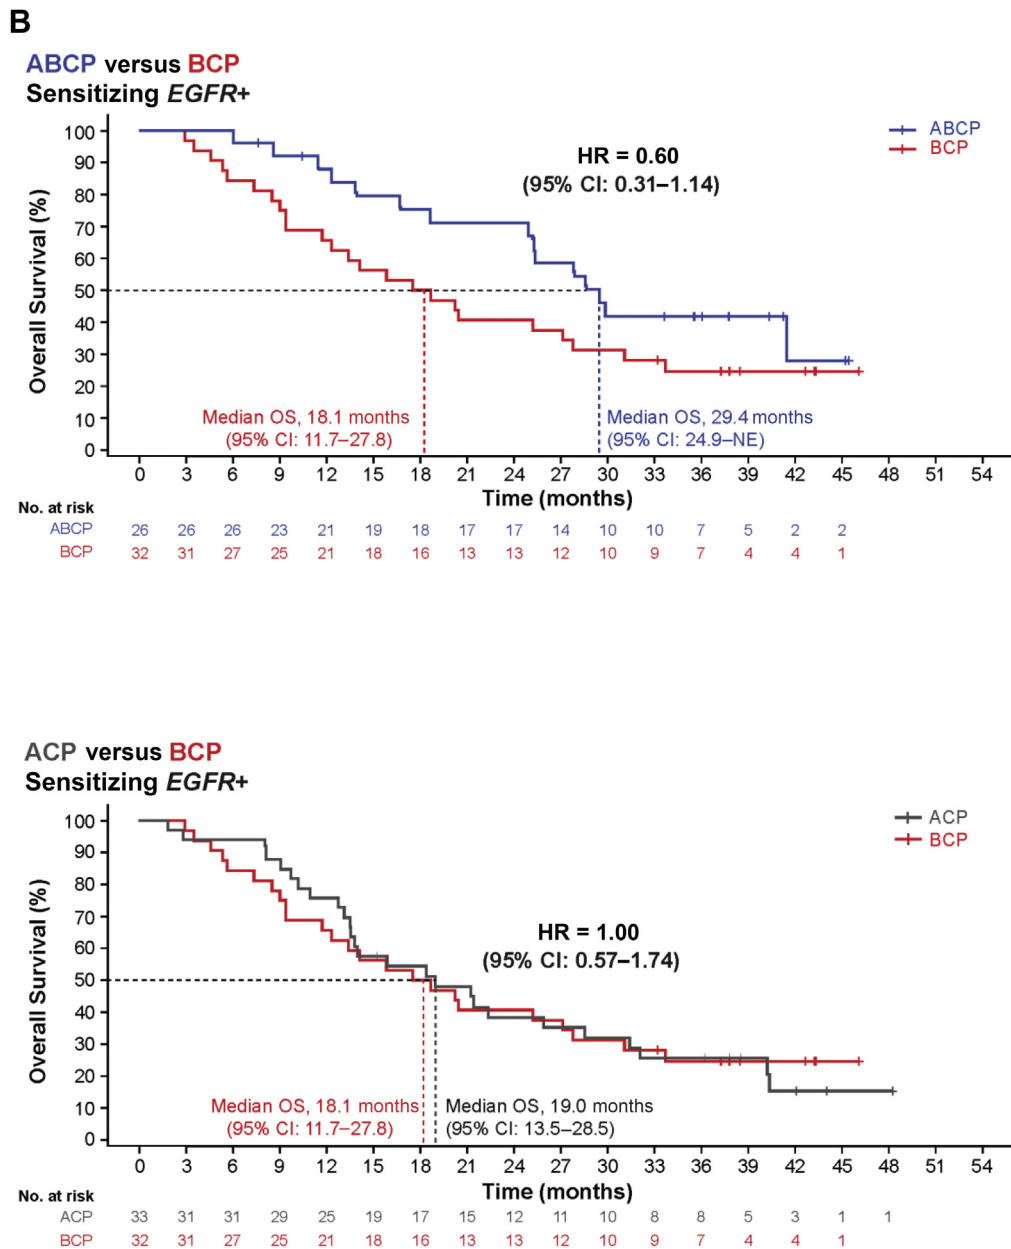 B
ABCP versus BCP
Sensitizing EGFR+
ABCP
BCP
HR = 0.60
(95% CI: 0.31–1.14)
Overall Survival (%)
100
90
80
70
60
50
40
30
20
10
0
Median OS, 18.1 months
(95% CI: 11.7–27.8)
Median OS, 29.4 months
(95% CI: 24.9–NE)
0 3 6 9 12 15 18 21 24 27 30 33 36 39 42 45 48 51 54
Time (months)
No. at risk
ABCP 26 26 26 23 21 19 18 17 17 14 10 10 7 5 2 2
BCP 32 31 27 25 21 18 16 13 13 12 10 9 7 4 4 1
ACP versus BCP
Sensitizing EGFR+
ACP
BCP
HR = 1.00
(95% CI: 0.57–1.74)
Overall Survival (%)
100
90
80
70
60
50
40
30
20
10
0
Median OS, 18.1 months
(95% CI: 11.7–27.8)
Median OS, 19.0 months
(95% CI: 13.5–28.5)
0 3 6 9 12 15 18 21 24 27 30 33 36 39 42 45 48 51 54
Time (months)
No. at risk
ACP 33 31 31 29 25 19 17 15 12 11 10 8 8 5 3 1 1
BCP 32 31 27 25 21 18 16 13 13 12 10 9 7 4 4 1